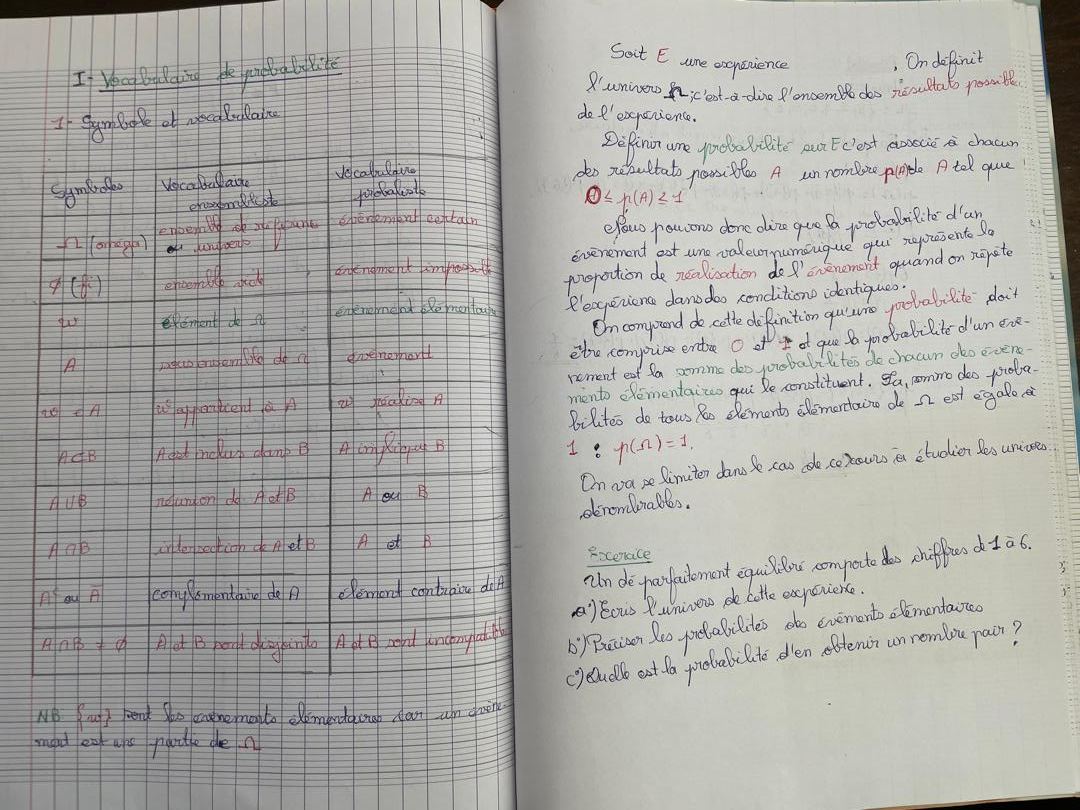 I- Vocabulaire de probabilité
1- Symbole et vocabulaire
Symboles Vocabulaire ensembliste Vocabulaire probabliste
Ω (oméga) ensemble de réference ou univers évènement certain
φ (fi) ensemble vide évènement impossible
w élément de Ω évènement élémentaire
A sous ensemble de Ω évènement
w ∈ A w appartient à A w réalise A
A⊂B A est inclus dans B A implique B
A∪B réunion de A et B A ou B
A∩B intersection de A et B A et B
Aᶜ ou A̅ complémentaire de A élément contraire de A
A∩B ≠ ∅ A et B sont disjoints A et B sont incompatible
NB {w} sont les évènements élémentaires car un évène-
ment est une partie de Ω
Soit E une expérience , On définit
l'univers Ω ; c'est-à-dire l'ensemble des résultats possible
de l'expérience.
Définir une probabilité sur E c'est associé à chacun
des résultats possibles A un nombre p(A) de A tel que
0 ≤ p(A) ≤ 1
Nous pouvons donc dire que la probabilité d'un
évènement est une valeur numérique qui représente la
proportion de réalisation de l'évènement quand on répète
l'expérience dans des conditions identiques.
On comprend de cette définition qu'une probabilité doit
être comprise entre 0 et 1 et que la probabilité d'un évè-
nement est la somme des probabilités de chacun des évène-
ments élémentaires qui le constituent. La, somme des proba-
bilités de tous les éléments élémentaire de Ω est égale à
1 : p(Ω)=1.
On va se limiter dans le cas de ce cours à étudier les univers
dénombrables.
Exercice
Un dé parfaitement équilibré comporte des chiffres de 1 à 6.
a°) Ecris l'univers de cette expérience.
b°) Préciser les probabilités des évéments élémentaires
c°) Quelle est la probabilité d'en obtenir un nombre pair ?